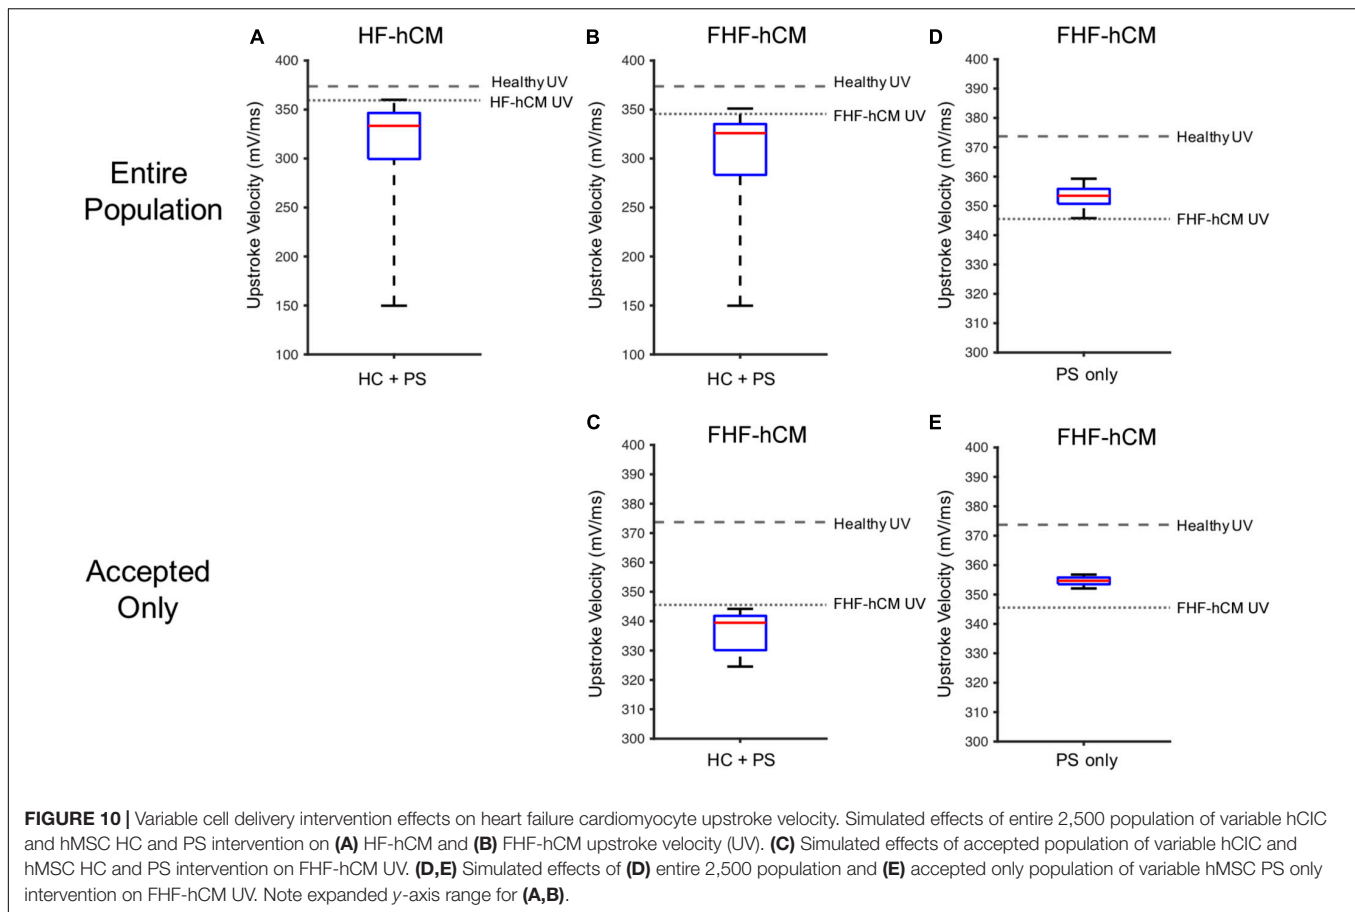 A
HF-hCM
400
350
300
250
200
150
100
Upstroke Velocity (mV/ms)
Healthy UV
HF-hCM UV
HC + PS
B
FHF-hCM
400
350
300
250
200
150
100
Upstroke Velocity (mV/ms)
Healthy UV
FHF-hCM UV
HC + PS
D
FHF-hCM
400
390
380
370
360
350
340
330
320
310
300
Upstroke Velocity (mV/ms)
Healthy UV
FHF-hCM UV
PS only
Entire
Population
C
FHF-hCM
400
390
380
370
360
350
340
330
320
310
300
Upstroke Velocity (mV/ms)
Healthy UV
FHF-hCM UV
HC + PS
E
FHF-hCM
400
390
380
370
360
350
340
330
320
310
300
Upstroke Velocity (mV/ms)
Healthy UV
FHF-hCM UV
PS only
Accepted
Only
FIGURE 10 | Variable cell delivery intervention effects on heart failure cardiomyocyte upstroke velocity. Simulated effects of entire 2,500 population of variable hCIC
and hMSC HC and PS intervention on (A) HF-hCM and (B) FHF-hCM upstroke velocity (UV). (C) Simulated effects of accepted population of variable hCIC and
hMSC HC and PS intervention on FHF-hCM UV. (D,E) Simulated effects of (D) entire 2,500 population and (E) accepted only population of variable hMSC PS only
intervention on FHF-hCM UV. Note expanded y-axis range for (A,B).